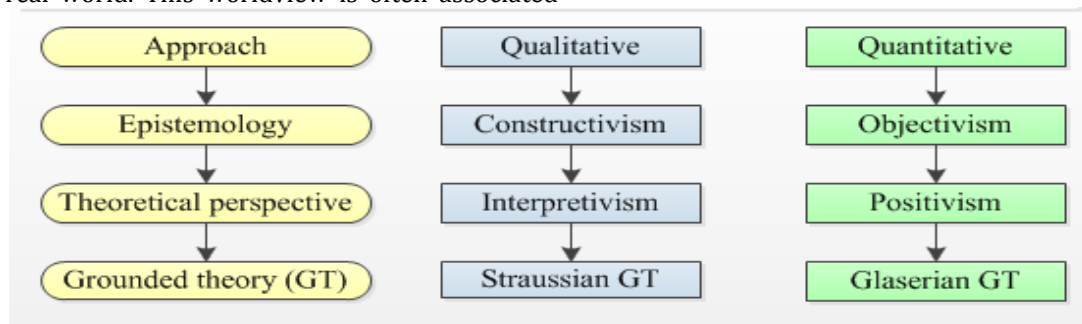 real world. This worldview is often associated
Approach Qualitative Quantitative
Epistemology Constructivism Objectivism
Theoretical perspective Interpretivism Positivism
Grounded theory (GT) Straussian GT Glaserian GT